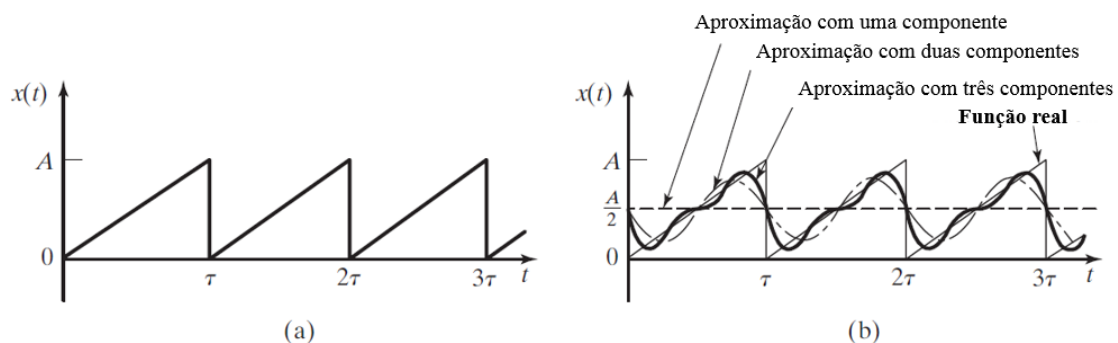 x(t)
A
0
τ
2τ
3τ
t
(a)
Aproximação com uma componente
Aproximação com duas componentes
Aproximação com três componentes
Função real
x(t)
A
A
2
0
τ
2τ
3τ
t
(b)